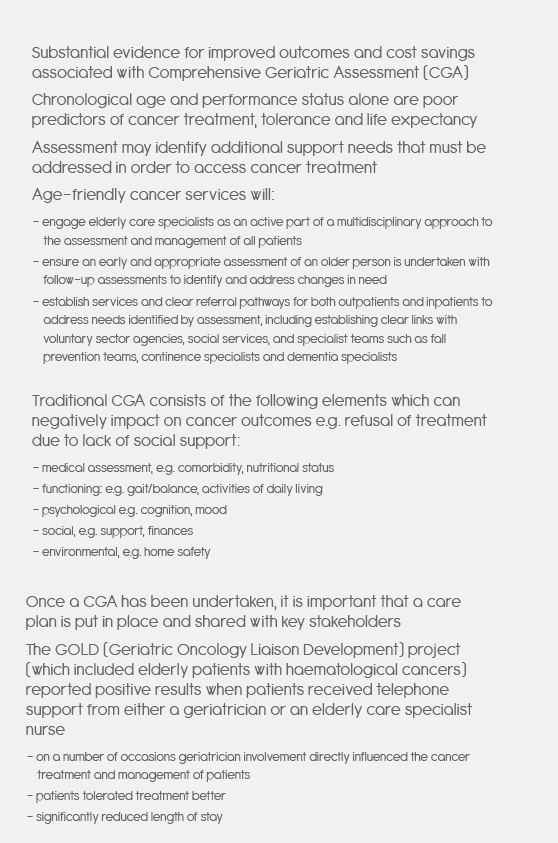 Substantial evidence for improved outcomes and cost savings
associated with Comprehensive Geriatric Assessment (CGA)
Chronological age and performance status alone are poor
predictors of cancer treatment, tolerance and life expectancy
Assessment may identify additional support needs that must be
addressed in order to access cancer treatment
Age-friendly cancer services will:
- engage elderly care specialists as an active part of a multidisciplinary approach to
the assessment and management of all patients
- ensure an early and appropriate assessment of an older person is undertaken with
follow-up assessments to identify and address changes in need
- establish services and clear referral pathways for both outpatients and inpatients to
address needs identified by assessment, including establishing clear links with
voluntary sector agencies, social services, and specialist teams such as fall
prevention teams, continence specialists and dementia specialists
Traditional CGA consists of the following elements which can
negatively impact on cancer outcomes e.g. refusal of treatment
due to lack of social support:
- medical assessment, e.g. comorbidity, nutritional status
- functioning: e.g. gait/balance, activities of daily living
- psychological e.g. cognition, mood
- social, e.g. support, finances
- environmental, e.g. home safety
Once a CGA has been undertaken, it is important that a care
plan is put in place and shared with key stakeholders
The GOLD (Geriatric Oncology Liaison Development) project
(which included elderly patients with haematological cancers)
reported positive results when patients received telephone
support from either a geriatrician or an elderly care specialist
nurse
- on a number of occasions geriatrician involvement directly influenced the cancer
treatment and management of patients
- patients tolerated treatment better
- significantly reduced length of stay